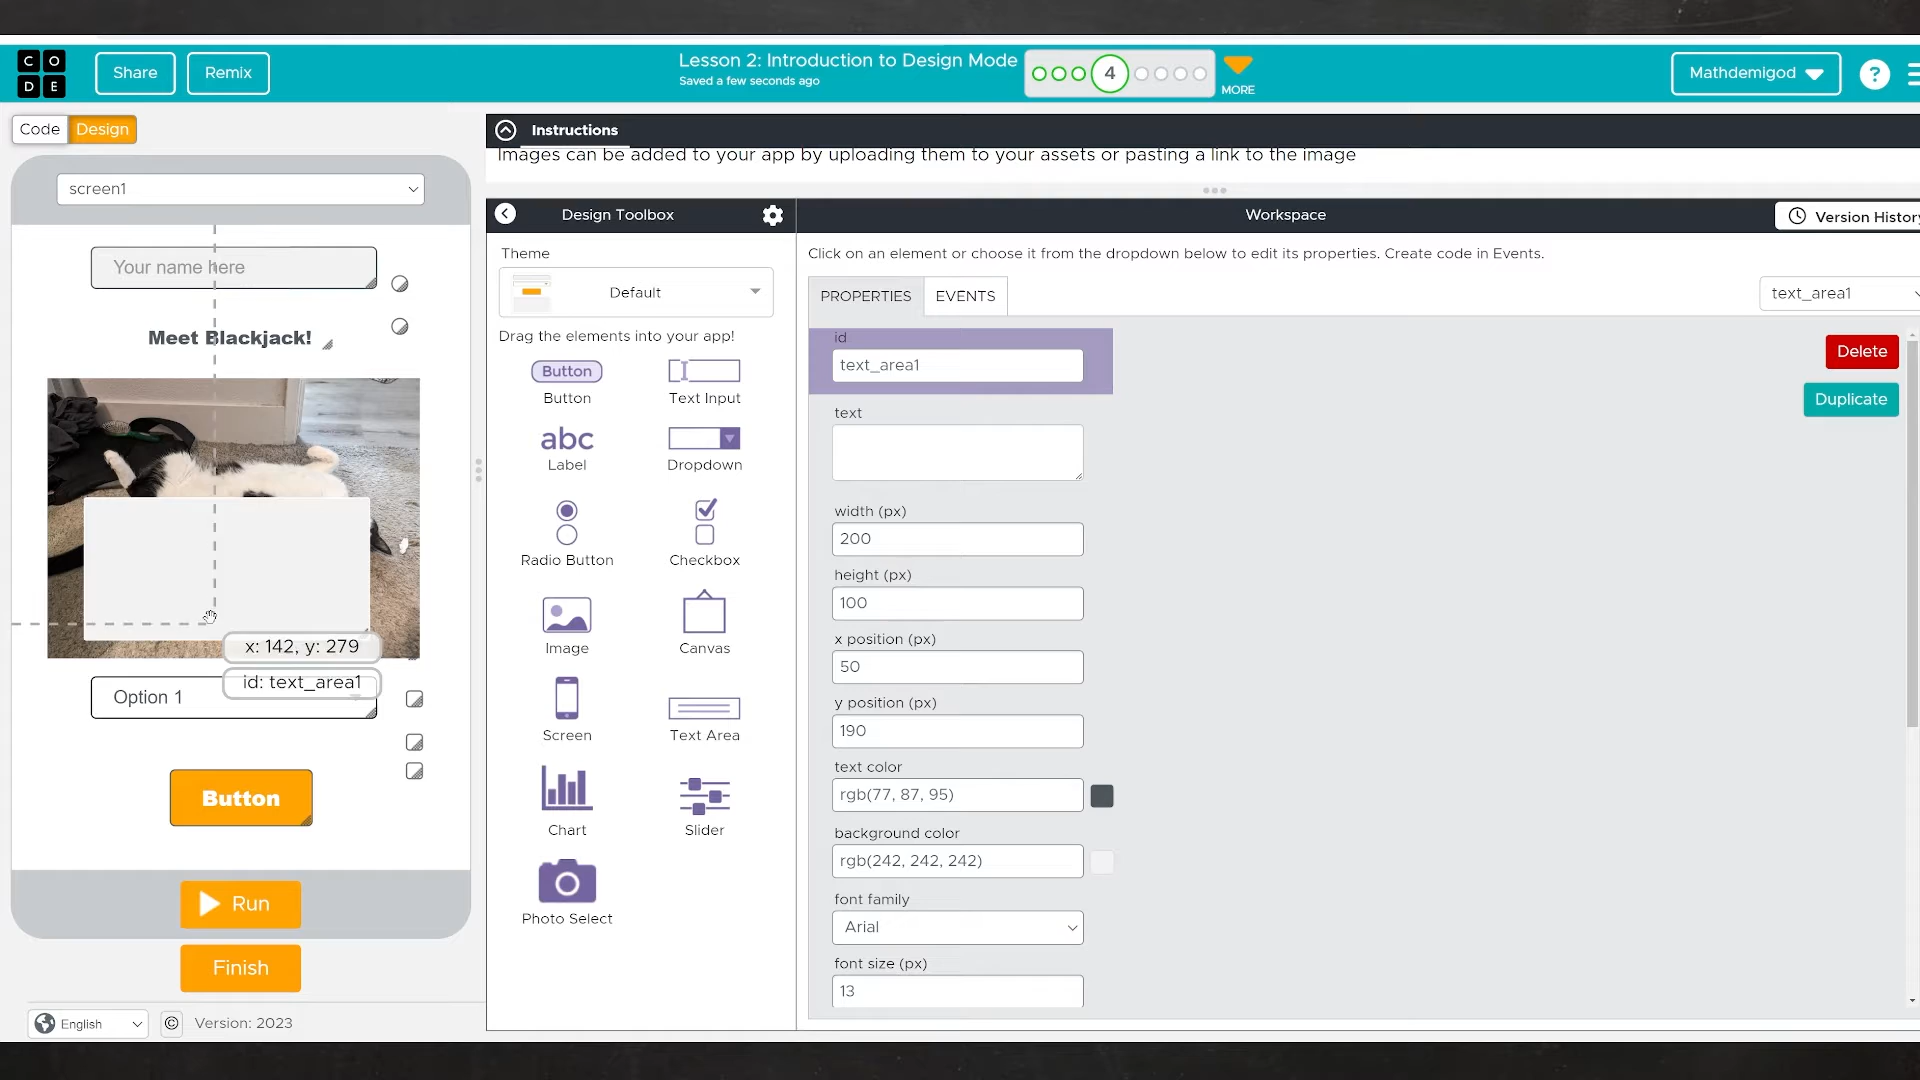 C O
D E
Share
Remix
Lesson 2: Introduction to Design Mode
Saved a few seconds ago
4
MORE
Mathdemigod
?
Code
Design
Instructions
Images can be added to your app by uploading them to your assets or pasting a link to the image
screen1
Design Toolbox
Workspace
Version History
Theme
Default
Drag the elements into your app!
Button
Button
Text Input
abc
Label
Dropdown
Radio Button
Checkbox
Image
Canvas
Screen
Text Area
Chart
Slider
Photo Select
Click on an element or choose it from the dropdown below to edit its properties. Create code in Events.
PROPERTIES
EVENTS
text_area1
Delete
Duplicate
id
text_area1
text
width (px)
200
height (px)
100
x position (px)
50
y position (px)
190
text color
rgb(77, 87, 95)
background color
rgb(242, 242, 242)
font family
Arial
font size (px)
13
Your name here
Meet Blackjack!
x: 142, y: 279
id: text_area1
Option 1
Button
Run
Finish
English
©
Version: 2023